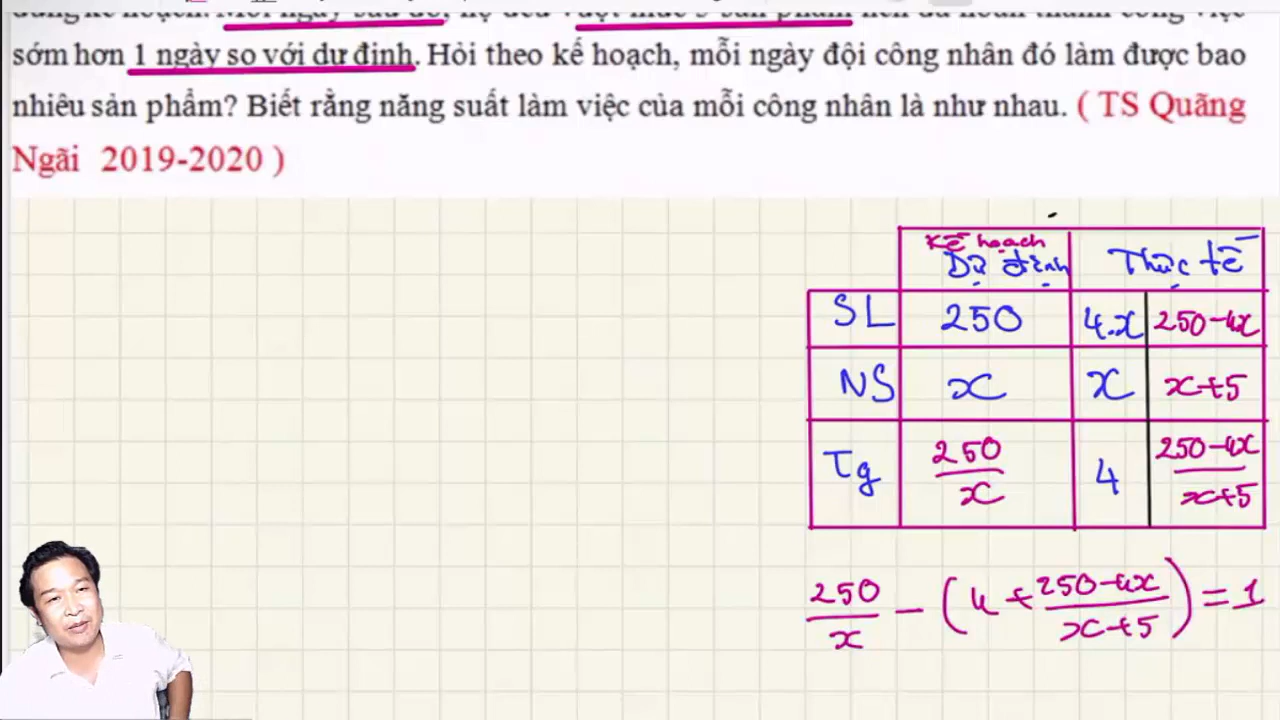 sớm hơn 1 ngày so với dự định. Hỏi theo kế hoạch, mỗi ngày đội công nhân đó làm được bao
nhiêu sản phẩm? Biết rằng năng suất làm việc của mỗi công nhân là như nhau. ( TS Quãng
Ngãi 2019-2020 )
Kế hoạch
Dự định Thực tế
SL 250 4.x 250-4x
NS x x x+5
Tg 250/x 4 (250-4x)/(x+5)
250/x - (4 + (250-4x)/(x+5)) = 1